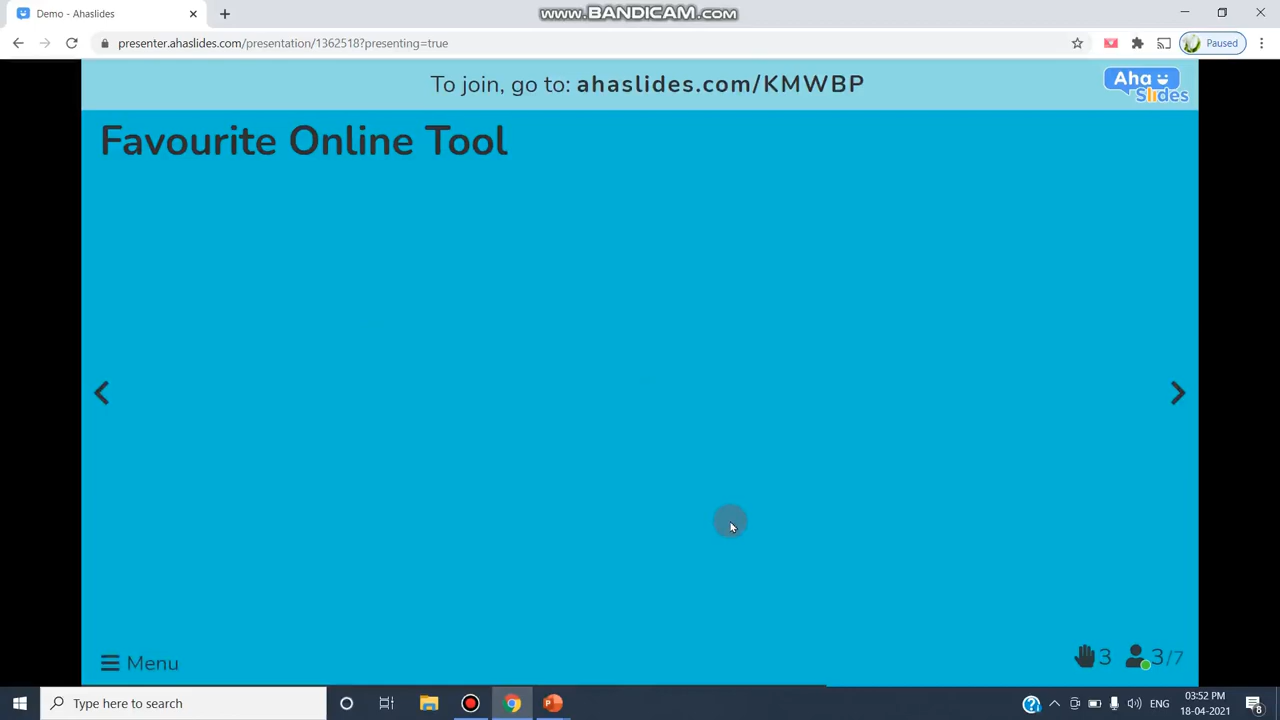 Demo - Ahaslides
www.BANDICAM.com
presenter.ahaslides.com/presentation/1362518?presenting=true
Paused
To join, go to: ahaslides.com/KMWBP
Aha
Slides
Favourite Online Tool
Menu
3
3/7
Type here to search
ENG
03:52 PM
18-04-2021
8